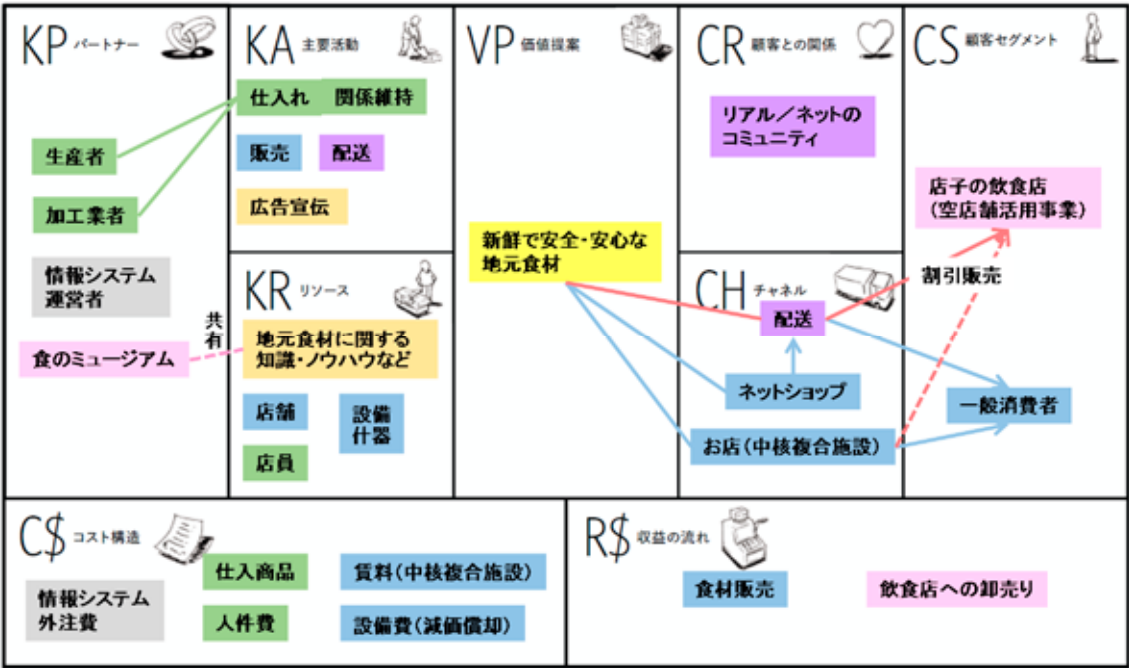 KP パートナー
生産者
加工業者
情報システム
運営者
食のミュージアム
共有
KA 主要活動
仕入れ 関係維持
販売 配送
広告宣伝
KR リソース
地元食材に関する
知識・ノウハウなど
店舗
設備
什器
店員
VP 価値提案
新鮮で安全・安心な
地元食材
CR 顧客との関係
リアル／ネットの
コミュニティ
CH チャネル
配送
ネットショップ
お店(中核複合施設)
CS 顧客セグメント
店子の飲食店
(空店舗活用事業)
割引販売
一般消費者
C$ コスト構造
情報システム
外注費
仕入商品
人件費
賃料(中核複合施設)
設備費(減価償却)
R$ 収益の流れ
食材販売
飲食店への卸売り